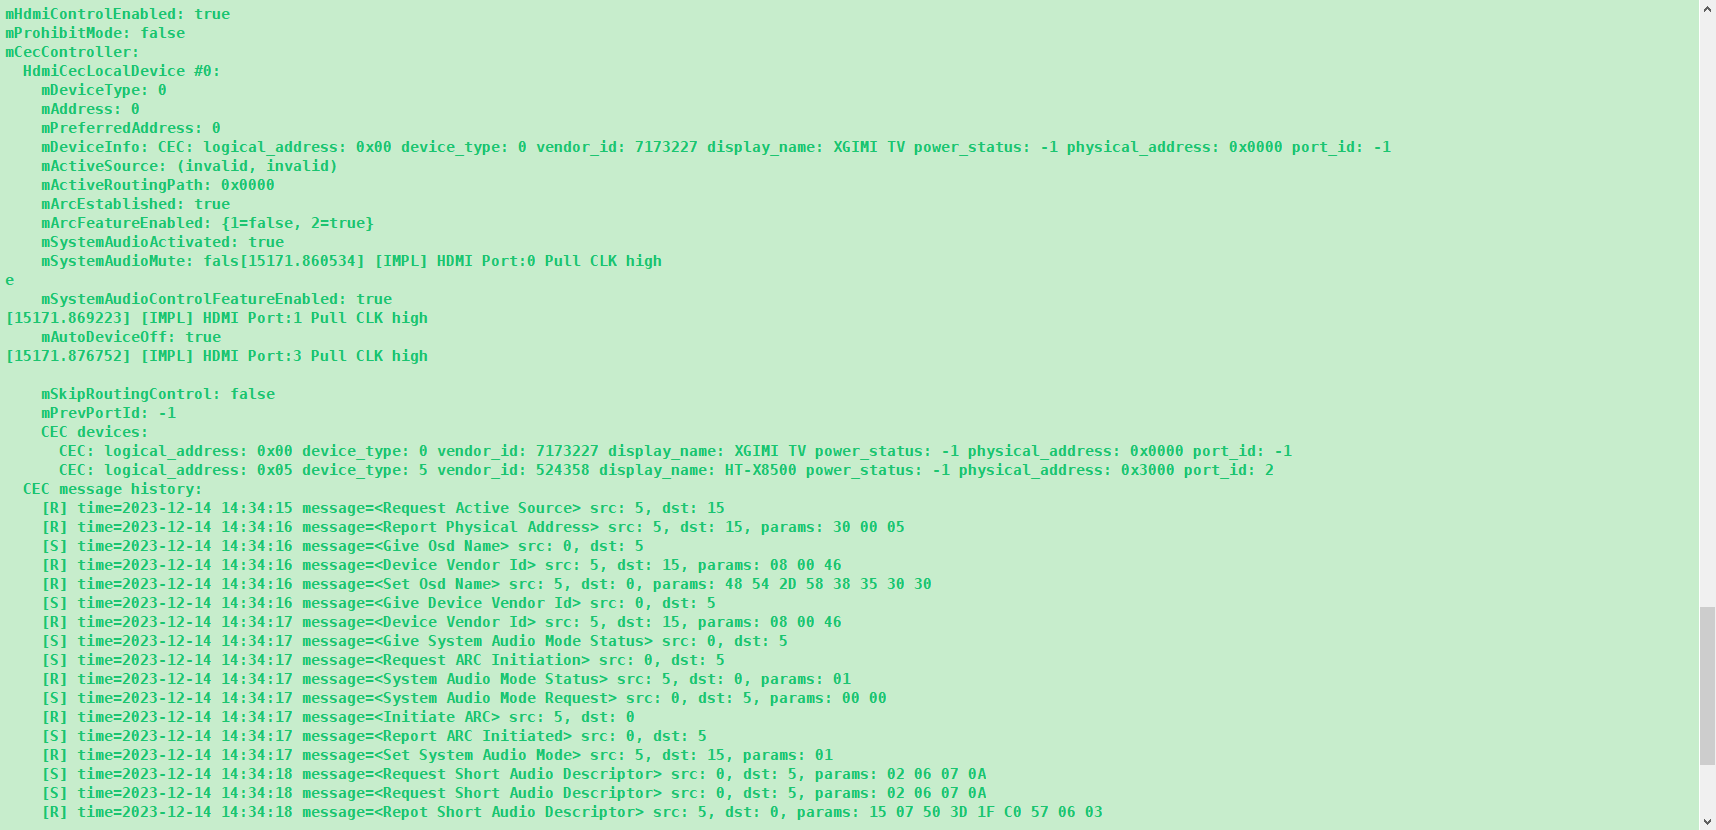 mHdmiControlEnabled: true
mProhibitMode: false
mCecController:
HdmiCecLocalDevice #0:
mDeviceType: 0
mAddress: 0
mPreferredAddress: 0
mDeviceInfo: CEC: logical_address: 0x00 device_type: 0 vendor_id: 7173227 display_name: XGIMI TV power_status: -1 physical_address: 0x0000 port_id: -1
mActiveSource: (invalid, invalid)
mActiveRoutingPath: 0x0000
mArcEstablished: true
mArcFeatureEnabled: {1=false, 2=true}
mSystemAudioActivated: true
mSystemAudioMute: fals[15171.860534] [IMPL] HDMI Port:0 Pull CLK high
e
mSystemAudioControlFeatureEnabled: true
[15171.869223] [IMPL] HDMI Port:1 Pull CLK high
mAutoDeviceOff: true
[15171.876752] [IMPL] HDMI Port:3 Pull CLK high
mSkipRoutingControl: false
mPrevPortId: -1
CEC devices:
CEC: logical_address: 0x00 device_type: 0 vendor_id: 7173227 display_name: XGIMI TV power_status: -1 physical_address: 0x0000 port_id: -1
CEC: logical_address: 0x05 device_type: 5 vendor_id: 524358 display_name: HT-X8500 power_status: -1 physical_address: 0x3000 port_id: 2
CEC message history:
[R] time=2023-12-14 14:34:15 message=<Request Active Source> src: 5, dst: 15
[R] time=2023-12-14 14:34:16 message=<Report Physical Address> src: 5, dst: 15, params: 30 00 05
[S] time=2023-12-14 14:34:16 message=<Give Osd Name> src: 0, dst: 5
[R] time=2023-12-14 14:34:16 message=<Device Vendor Id> src: 5, dst: 15, params: 08 00 46
[R] time=2023-12-14 14:34:16 message=<Set Osd Name> src: 5, dst: 0, params: 48 54 2D 58 38 35 30 30
[S] time=2023-12-14 14:34:16 message=<Give Device Vendor Id> src: 0, dst: 5
[R] time=2023-12-14 14:34:17 message=<Device Vendor Id> src: 5, dst: 15, params: 08 00 46
[S] time=2023-12-14 14:34:17 message=<Give System Audio Mode Status> src: 0, dst: 5
[S] time=2023-12-14 14:34:17 message=<Request ARC Initiation> src: 0, dst: 5
[R] time=2023-12-14 14:34:17 message=<System Audio Mode Status> src: 5, dst: 0, params: 01
[S] time=2023-12-14 14:34:17 message=<System Audio Mode Request> src: 0, dst: 5, params: 00 00
[R] time=2023-12-14 14:34:17 message=<Initiate ARC> src: 5, dst: 0
[S] time=2023-12-14 14:34:17 message=<Report ARC Initiated> src: 0, dst: 5
[R] time=2023-12-14 14:34:17 message=<Set System Audio Mode> src: 5, dst: 15, params: 01
[S] time=2023-12-14 14:34:18 message=<Request Short Audio Descriptor> src: 0, dst: 5, params: 02 06 07 0A
[S] time=2023-12-14 14:34:18 message=<Request Short Audio Descriptor> src: 0, dst: 5, params: 02 06 07 0A
[R] time=2023-12-14 14:34:18 message=<Repot Short Audio Descriptor> src: 5, dst: 0, params: 15 07 50 3D 1F C0 57 06 03